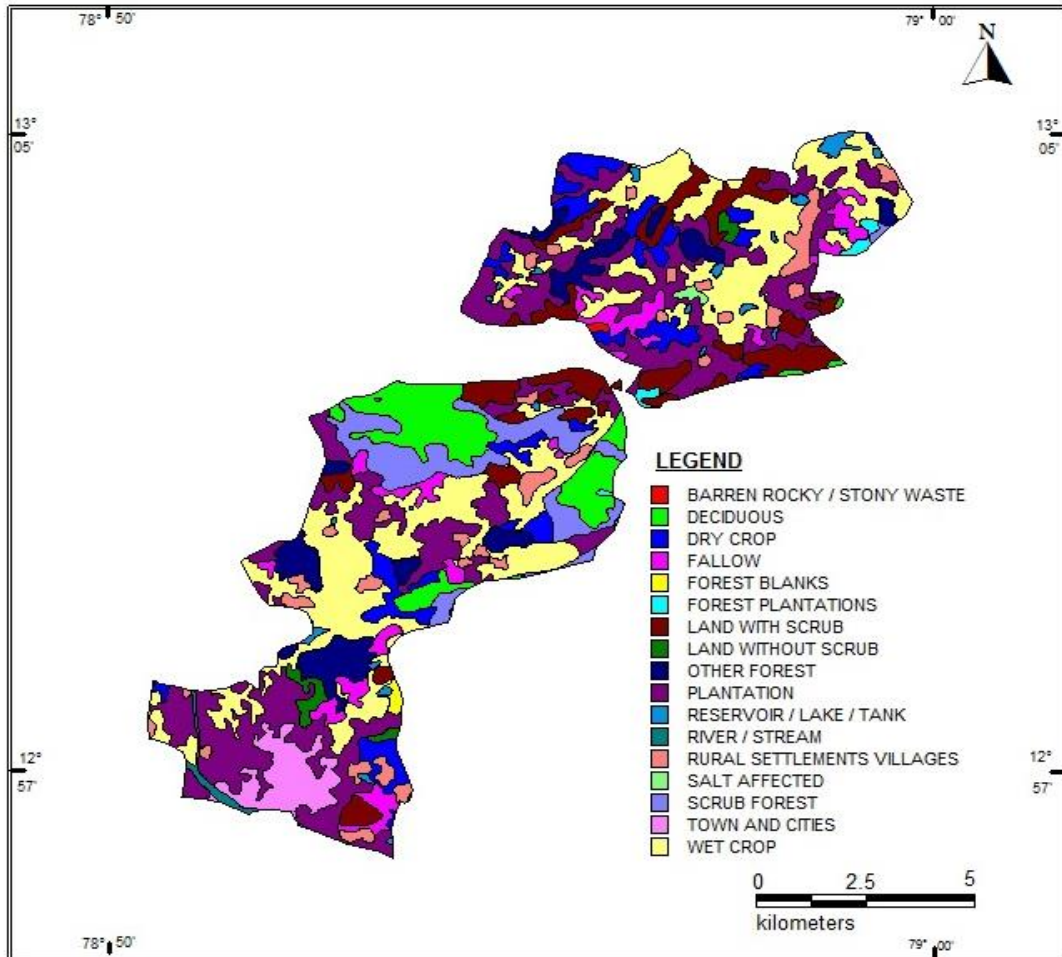 78° 50'
79° 00'
N
13°
05'
13°
05'
LEGEND
BARREN ROCKY / STONY WASTE
DECIDUOUS
DRY CROP
FALLOW
FOREST BLANKS
FOREST PLANTATIONS
LAND WITH SCRUB
LAND WITHOUT SCRUB
OTHER FOREST
PLANTATION
RESERVOIR / LAKE / TANK
RIVER / STREAM
RURAL SETTLEMENTS VILLAGES
SALT AFFECTED
SCRUB FOREST
TOWN AND CITIES
WET CROP
12°
57'
12°
57'
0 2.5 5
kilometers
78° 50'
79° 00'